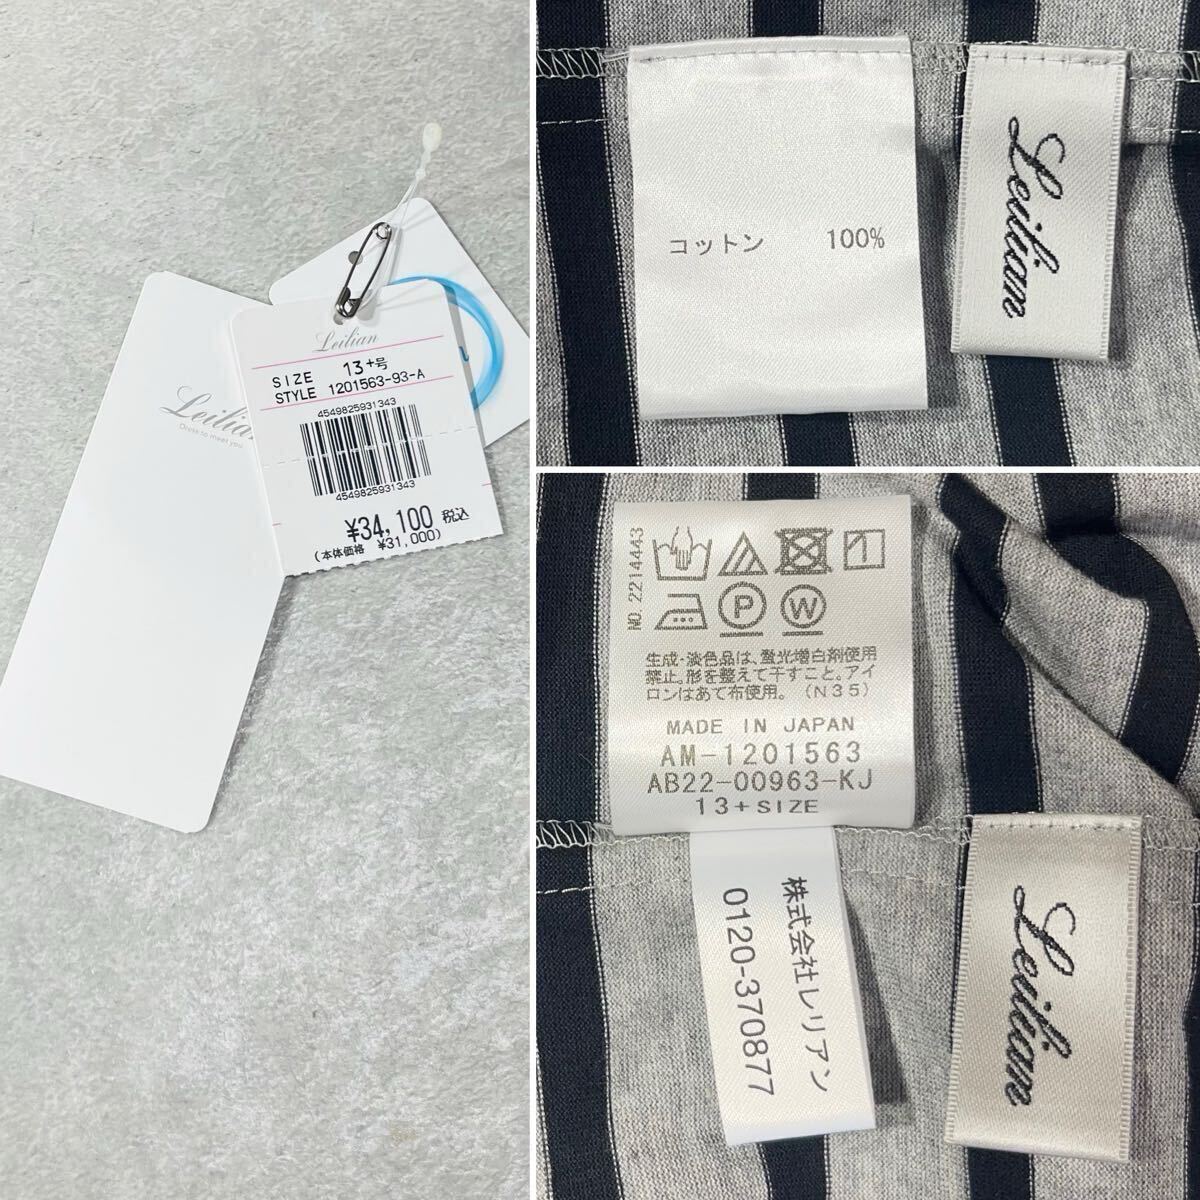 Leilian
Dress to meet you
Leilian
SIZE 13+号
STYLE 1201563-93-A
4549825931343
4549825931343
¥34,100 税込
(本体価格 ¥31,000)
コットン 100%
Leilian
NO. 2214443
P W
生成・淡色品は、蛍光増白剤使用
禁止。形を整えて干すこと。アイ
ロンはあて布使用。(N35)
MADE IN JAPAN
AM-1201563
AB22-00963-KJ
13+SIZE
株式会社レリアン
0120-370877
Leilian